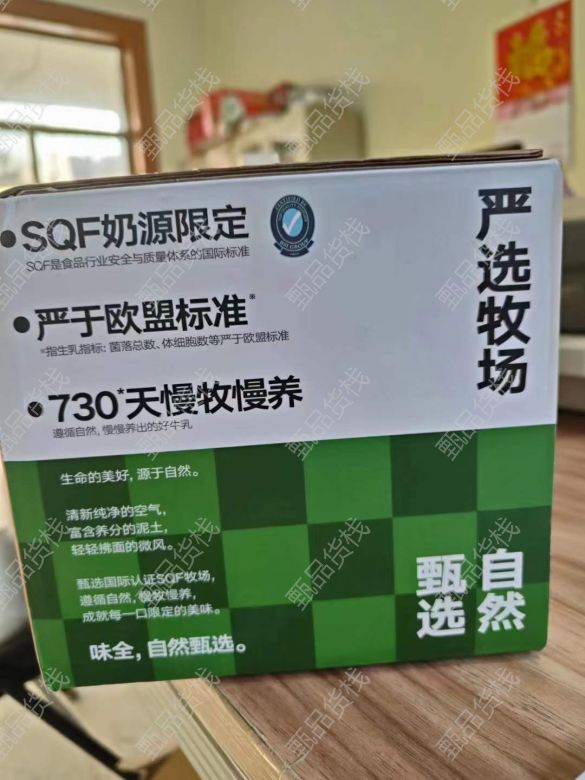 SQF奶源限定
SQF是食品行业安全与质量体系的国际标准
严于欧盟标准*
*指生乳指标: 菌落总数、体细胞数等严于欧盟标准
730*天慢牧慢养
遵循自然, 慢慢养出的好牛乳
严选牧场
生命的美好, 源于自然。
清新纯净的空气,
富含养分的泥土,
轻轻拂面的微风。
甄选国际认证SQF牧场,
遵循自然, 慢牧慢养,
成就每一口限定的美味。
味全, 自然甄选。
自然
甄选
甄品货栈